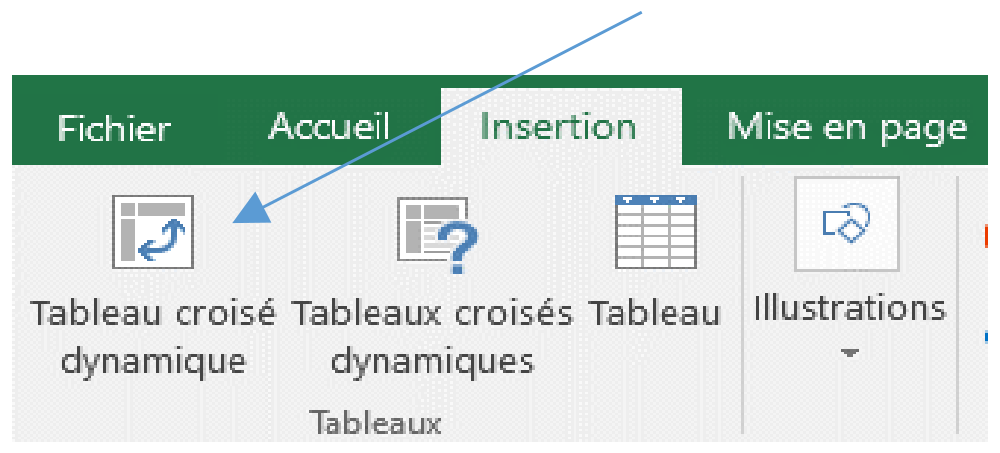 Fichier Accueil Insertion Mise en page
Tableau croisé Tableaux croisés Tableau Illustrations
dynamique dynamiques
Tableaux